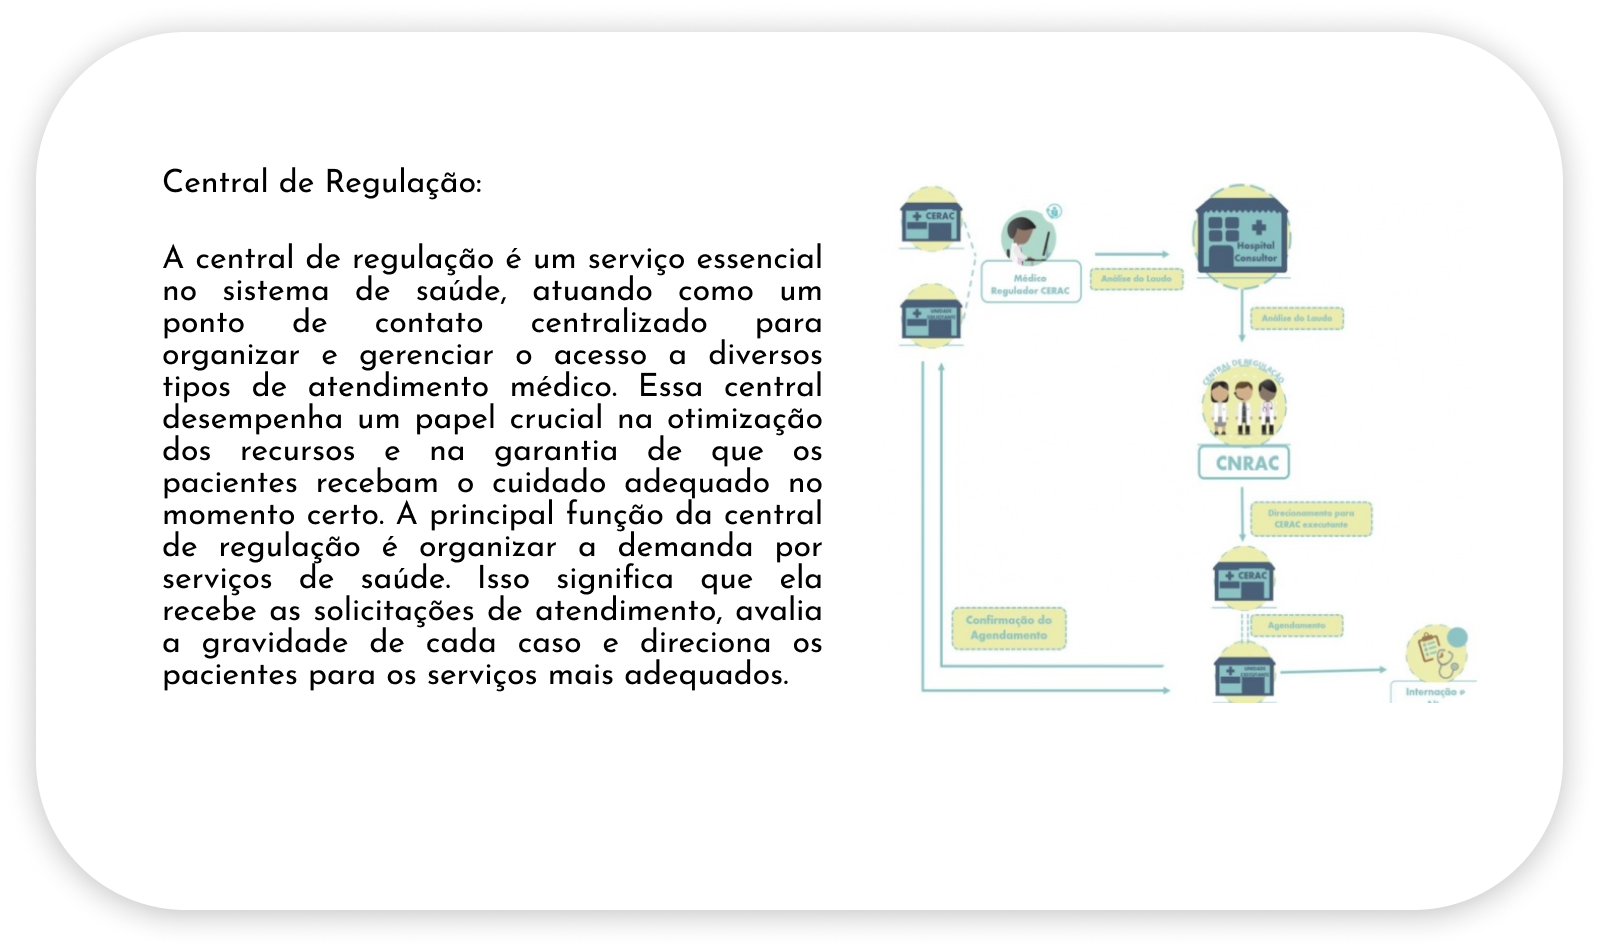 Central de Regulação:
A central de regulação é um serviço essencial
no sistema de saúde, atuando como um
ponto de contato centralizado para
organizar e gerenciar o acesso a diversos
tipos de atendimento médico. Essa central
desempenha um papel crucial na otimização
dos recursos e na garantia de que os
pacientes recebam o cuidado adequado no
momento certo. A principal função da central
de regulação é organizar a demanda por
serviços de saúde. Isso significa que ela
recebe as solicitações de atendimento, avalia
a gravidade de cada caso e direciona os
pacientes para os serviços mais adequados.
CERAC
UNIDADE
Médico
Regulador CERAC
Análise do Laudo
Hospital
Consultor
Análise do Laudo
CENTRAL DE REGULAÇÃO
CNRAC
Direcionamento para
CERAC executante
CERAC
Agendamento
Confirmação do
Agendamento
UNIDADE
Internação e